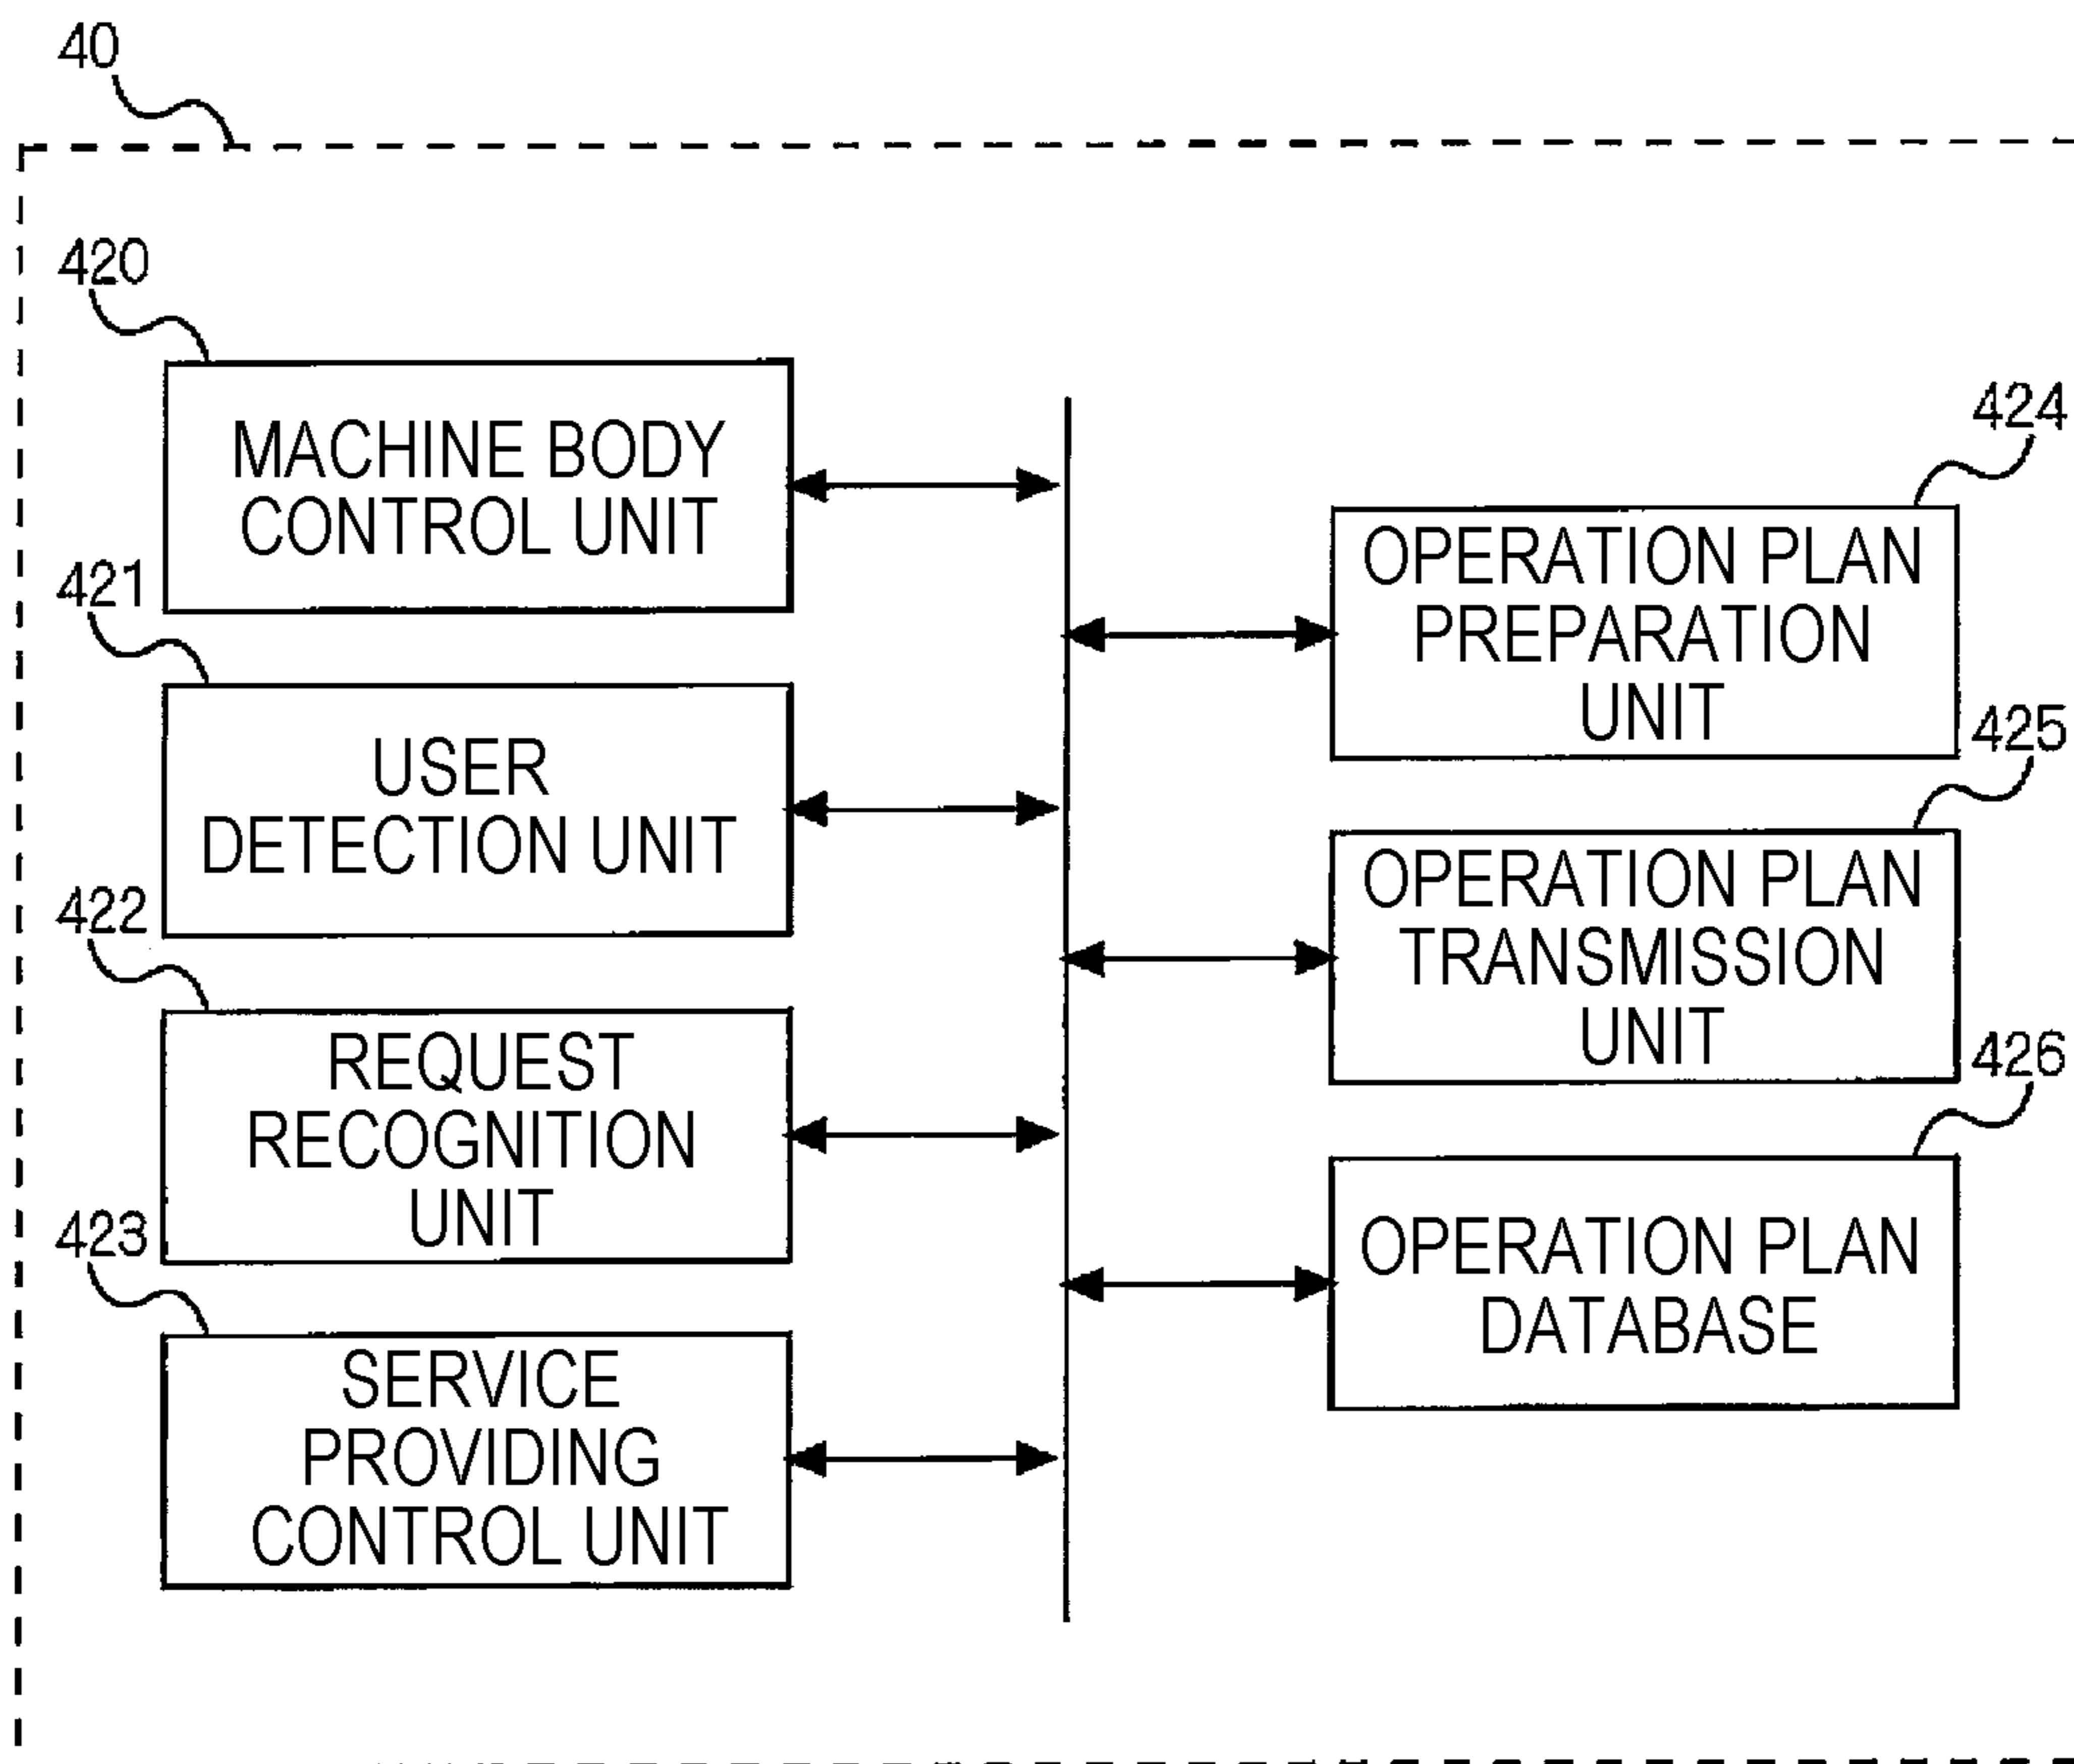 40
420
MACHINE BODY
CONTROL UNIT
421
USER
DETECTION UNIT
422
REQUEST
RECOGNITION
UNIT
423
SERVICE
PROVIDING
CONTROL UNIT
424
OPERATION PLAN
PREPARATION
UNIT
425
OPERATION PLAN
TRANSMISSION
UNIT
426
OPERATION PLAN
DATABASE